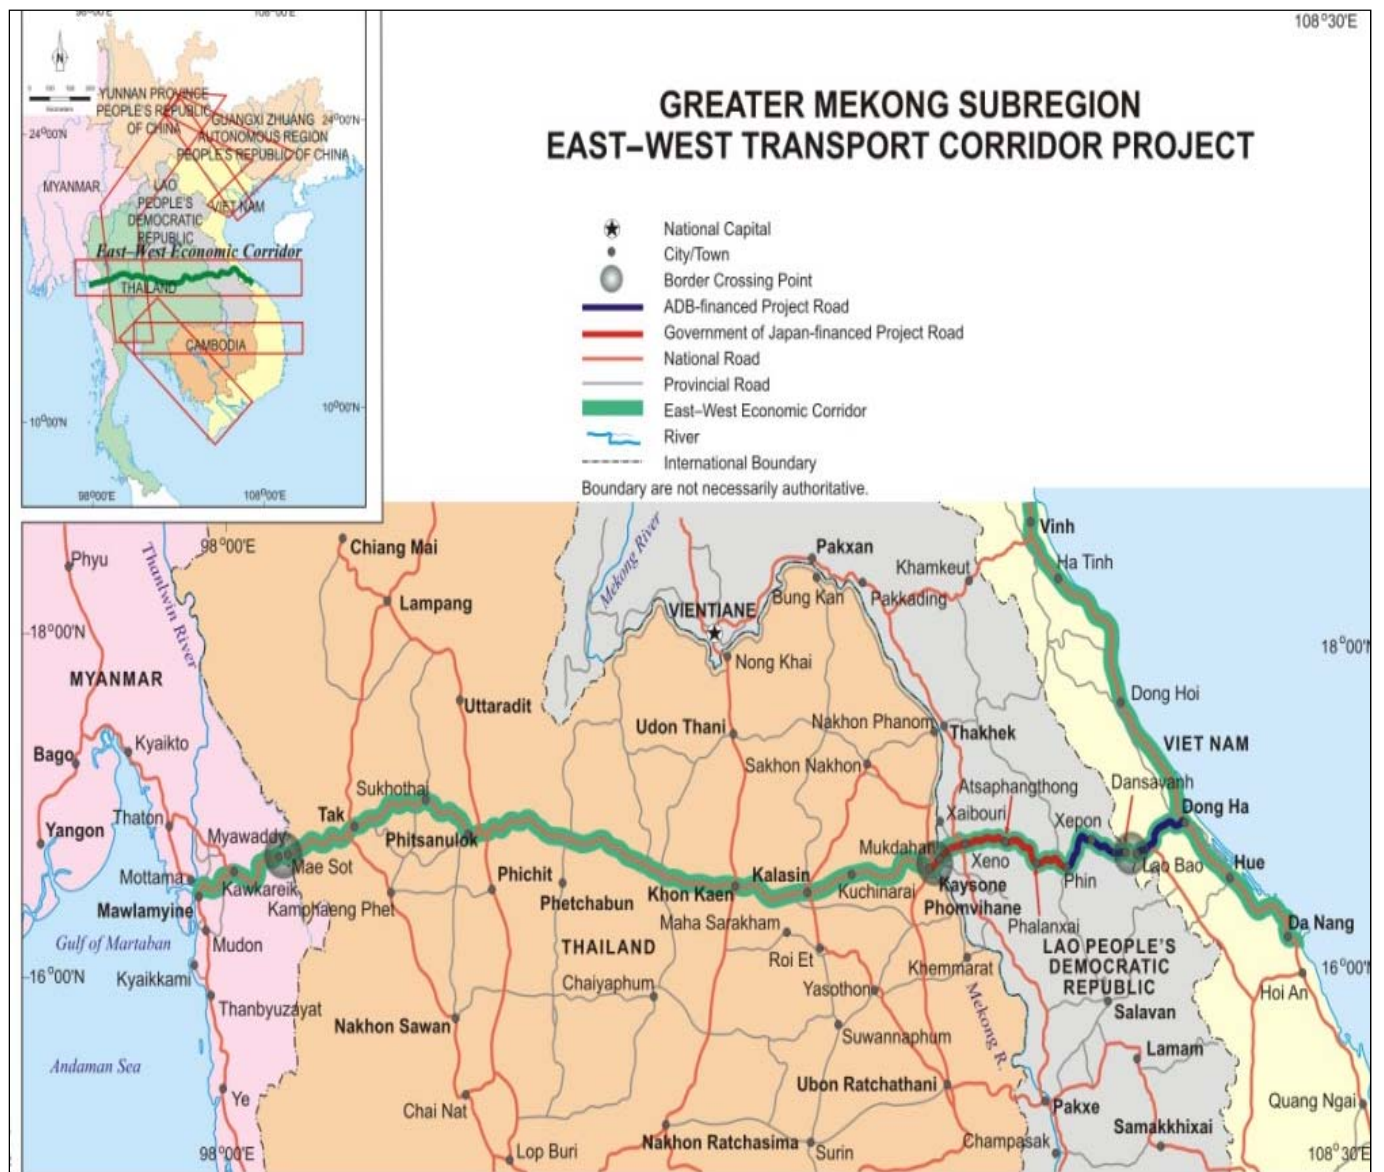 108°00'E
108°30'E
N
YUNNAN PROVINCE
PEOPLE'S REPUBLIC
OF CHINA
GUANGXI ZHUANG
AUTONOMOUS REGION
PEOPLE'S REPUBLIC OF CHINA
24°00'N
24°00'N
MYANMAR
LAO
PEOPLE'S
DEMOCRATIC
REPUBLIC
VIET NAM
East–West Economic Corridor
THAILAND
CAMBODIA
10°00'N
10°00'N
98°00'E
108°00'E
GREATER MEKONG SUBREGION
EAST–WEST TRANSPORT CORRIDOR PROJECT
National Capital
City/Town
Border Crossing Point
ADB-financed Project Road
Government of Japan-financed Project Road
National Road
Provincial Road
East–West Economic Corridor
River
International Boundary
Boundary are not necessarily authoritative.
98°00'E
Phyu
Thanlwin River
Chiang Mai
Lampang
Mekong River
Pakxan
Khamkeut
Vinh
Ha Tinh
VIENTIANE
Bung Kan
Pakkading
18°00'N
18°00'N
Nong Khai
MYANMAR
Uttaradit
Dong Hoi
Udon Thani
Nakhon Phanom
Thakhek
VIET NAM
Bago
Kyaikto
Sakhon Nakhon
Atsaphangthong
Dansavanh
Sukhothai
Thaton
Tak
Xaibouri
Xepon
Dong Ha
Yangon
Myawaddy
Phitsanulok
Mukdahan
Mae Sot
Xeno
Lao Bao
Hue
Mottama
Kawkareik
Phichit
Kalasin
Kuchinarai
Kaysone
Phomvihane
Phin
Mawlamyine
Kamphaeng Phet
Phetchabun
Khon Kaen
Maha Sarakham
Phalanxai
Da Nang
Gulf of Martaban
Mudon
THAILAND
Roi Et
Khemmarat
LAO PEOPLE'S
DEMOCRATIC
REPUBLIC
16°00'N
16°00'N
Kyaikkami
Chaiyaphum
Yasothon
Mekong R.
Hoi An
Thanbyuzayat
Nakhon Sawan
Suwannaphum
Salavan
Andaman Sea
Lamam
Ye
Ubon Ratchathani
Chai Nat
Pakxe
Quang Ngai
Samakkhixai
Nakhon Ratchasima
Lop Buri
Surin
Champasak
98°00'E
108°30'E